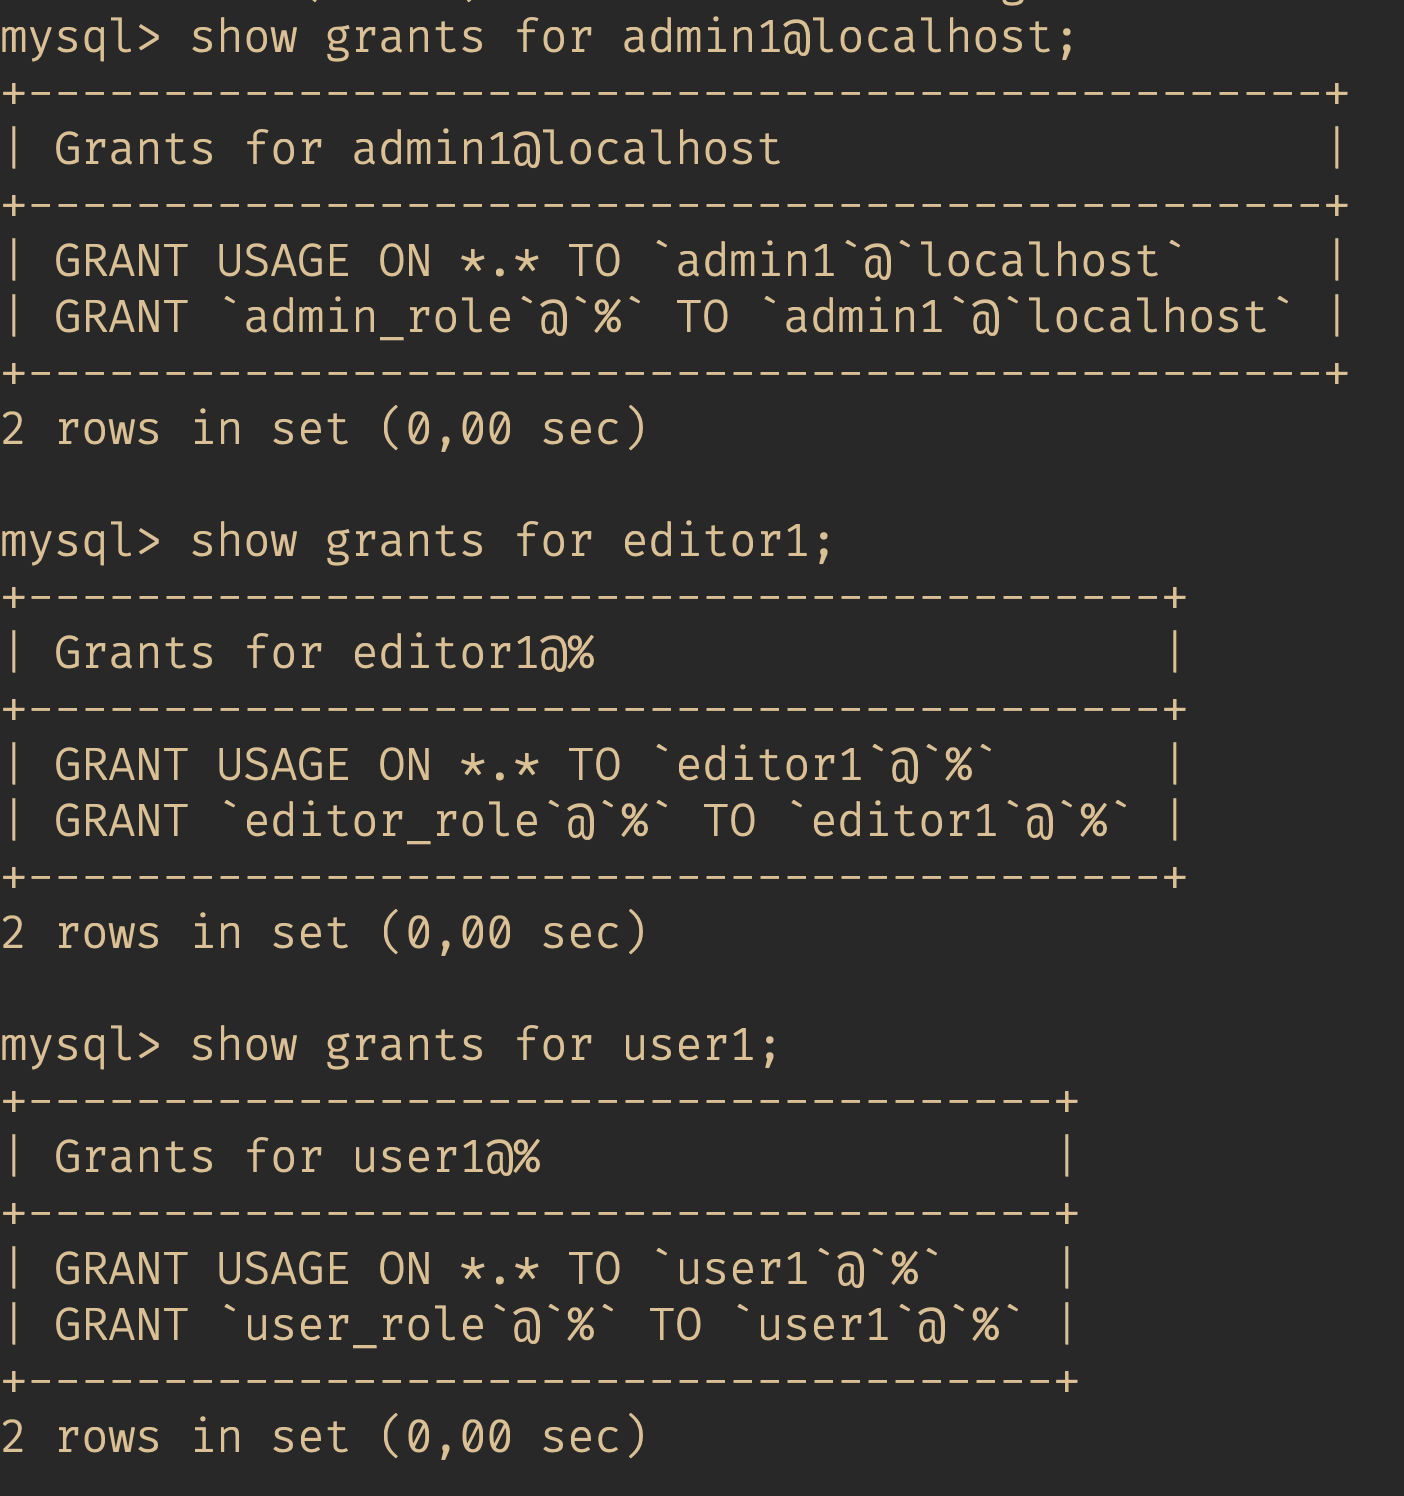 mysql> show grants for admin1@localhost;
+------------------------------------------------+
| Grants for admin1@localhost                    |
+------------------------------------------------+
| GRANT USAGE ON *.* TO `admin1`@`localhost`     |
| GRANT `admin_role`@`%` TO `admin1`@`localhost` |
+------------------------------------------------+
2 rows in set (0,00 sec)
mysql> show grants for editor1;
+------------------------------------------+
| Grants for editor1@%                     |
+------------------------------------------+
| GRANT USAGE ON *.* TO `editor1`@`%`      |
| GRANT `editor_role`@`%` TO `editor1`@`%` |
+------------------------------------------+
2 rows in set (0,00 sec)
mysql> show grants for user1;
+--------------------------------------+
| Grants for user1@%                   |
+--------------------------------------+
| GRANT USAGE ON *.* TO `user1`@`%`    |
| GRANT `user_role`@`%` TO `user1`@`%` |
+--------------------------------------+
2 rows in set (0,00 sec)